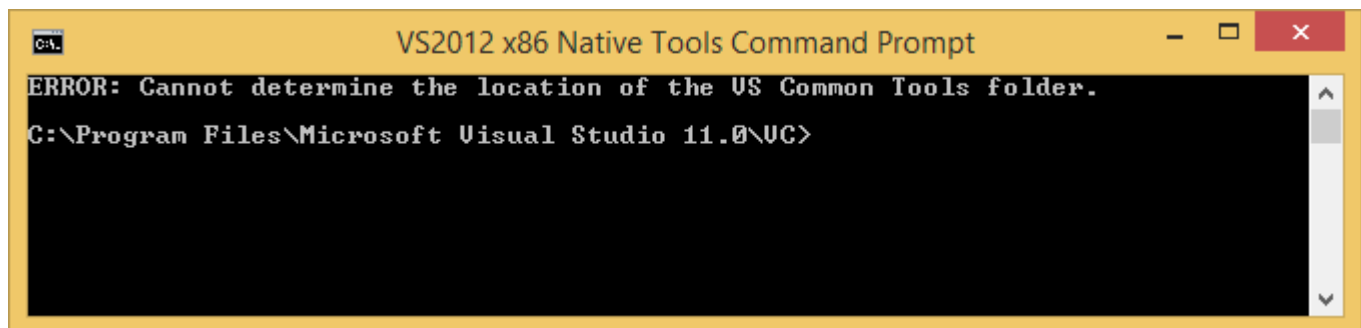 C:\.
VS2012 x86 Native Tools Command Prompt
ERROR: Cannot determine the location of the VS Common Tools folder.
C:\Program Files\Microsoft Visual Studio 11.0\VC>